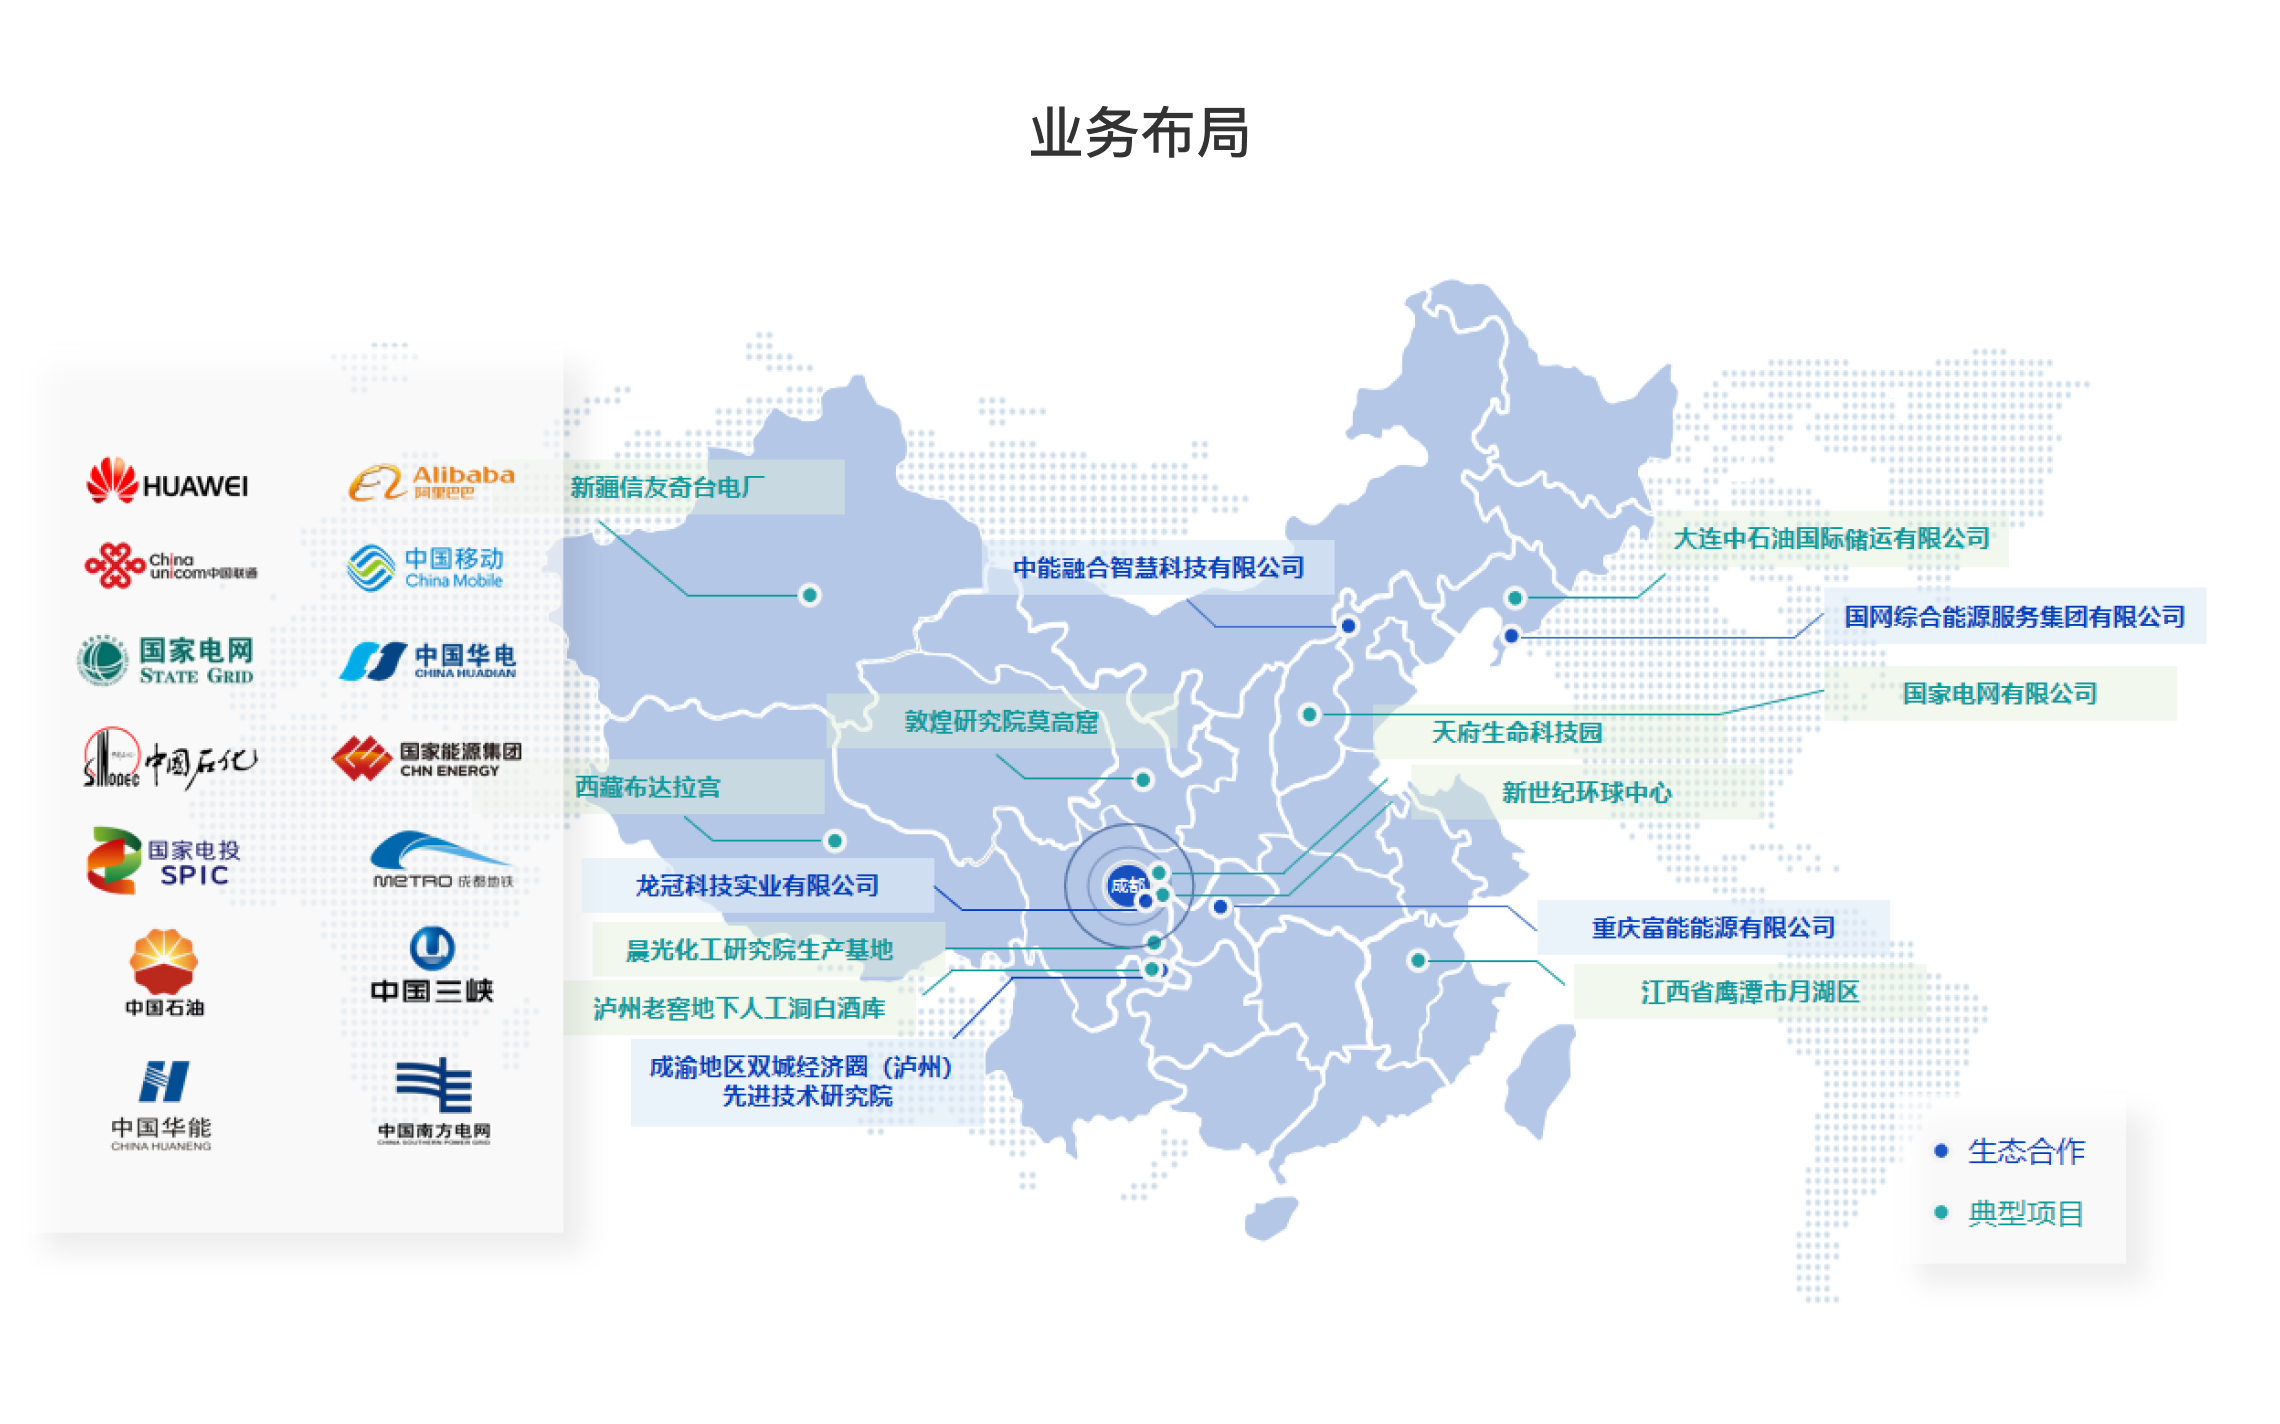 业务布局
HUAWEI
Alibaba
阿里巴巴
China
unicom中国联通
中国移动
China Mobile
国家电网
STATE GRID
中国华电
CHINA HUADIAN
SINOPEC
中国石化
国家能源集团
CHN ENERGY
国家电投
SPIC
METRO 成都地铁
中国石油
中国三峡
中国华能
CHINA HUANENG
中国南方电网
CHINA SOUTHERN POWER GRID
新疆信友奇台电厂
中能融合智慧科技有限公司
大连中石油国际储运有限公司
国网综合能源服务集团有限公司
国家电网有限公司
敦煌研究院莫高窟
天府生命科技园
西藏布达拉宫
新世纪环球中心
成都
龙冠科技实业有限公司
重庆富能能源有限公司
晨光化工研究院生产基地
江西省鹰潭市月湖区
泸州老窖地下人工洞白酒库
成渝地区双城经济圈（泸州）
先进技术研究院
生态合作
典型项目